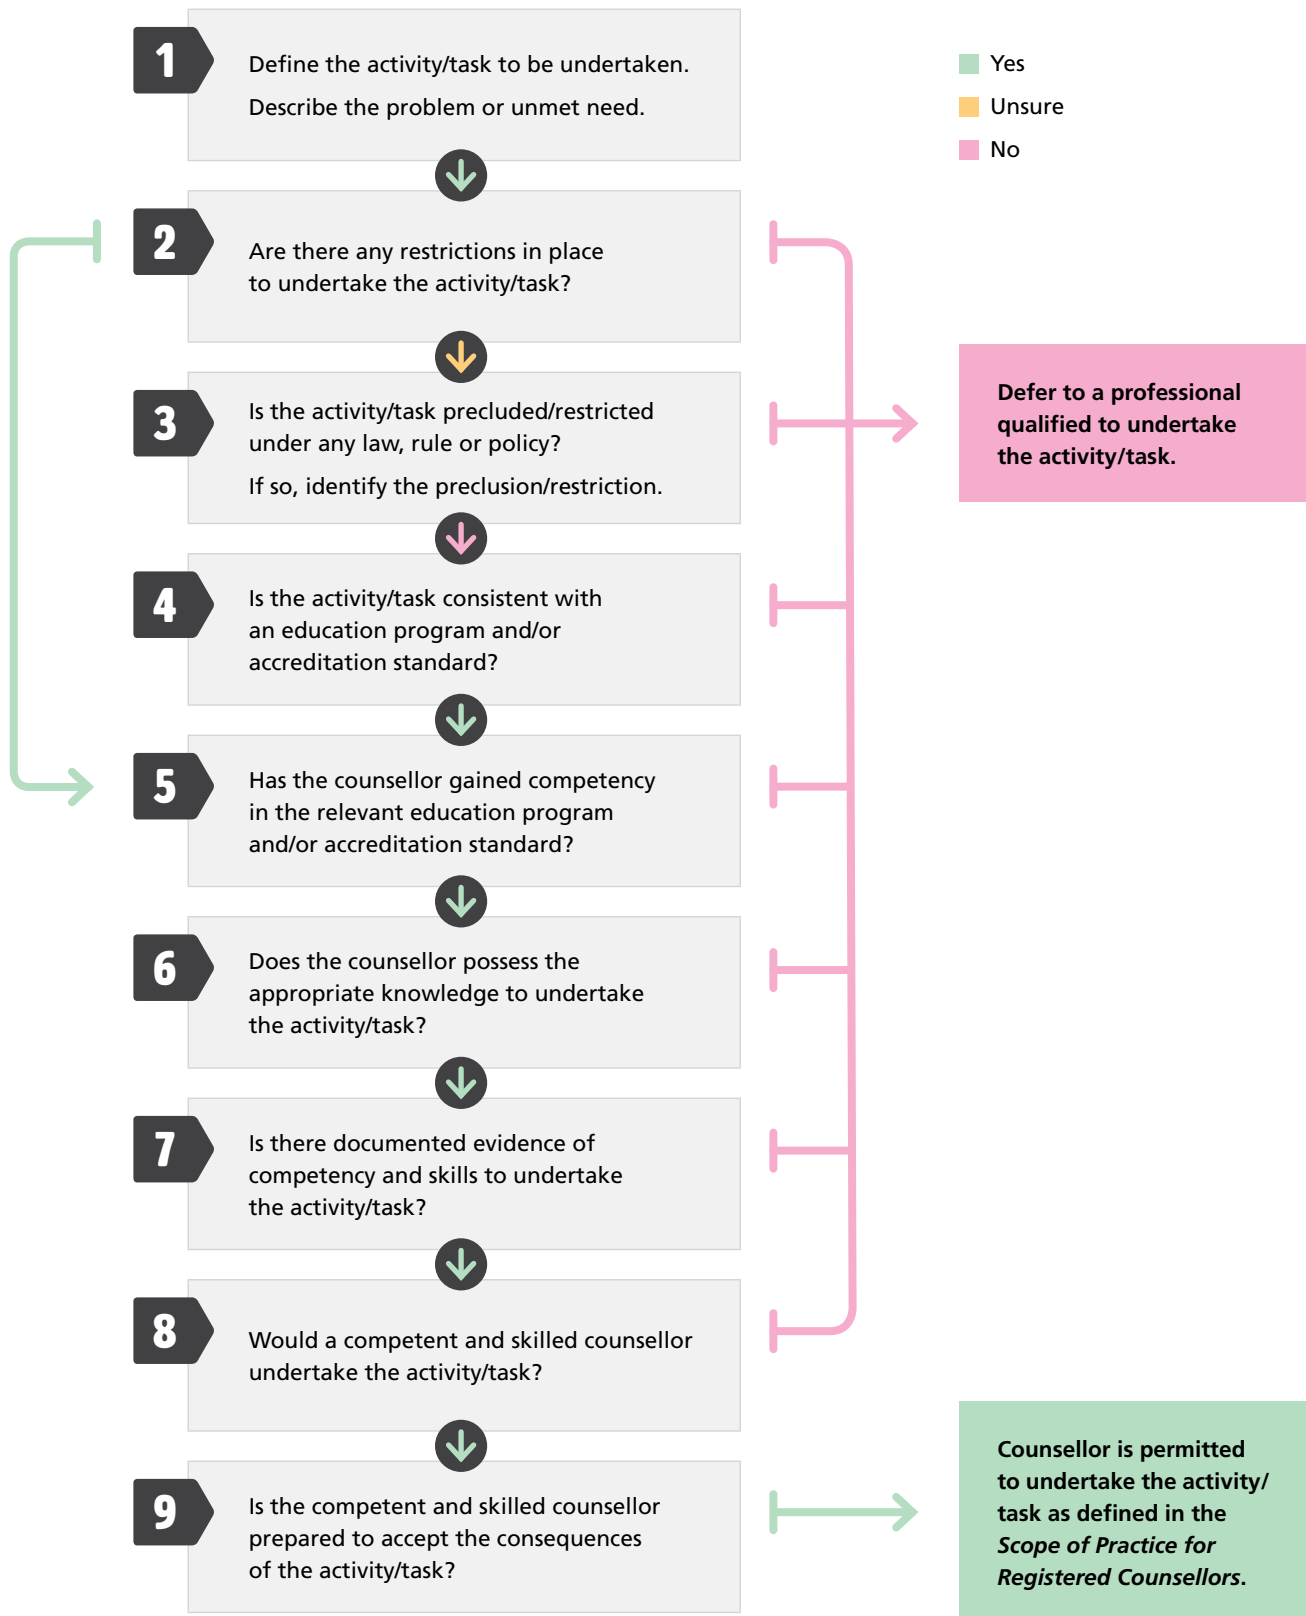 1
Define the activity/task to be undertaken.
Describe the problem or unmet need.
Yes
Unsure
No
2
Are there any restrictions in place
to undertake the activity/task?
3
Is the activity/task precluded/restricted
under any law, rule or policy?
If so, identify the preclusion/restriction.
Defer to a professional
qualified to undertake
the activity/task.
4
Is the activity/task consistent with
an education program and/or
accreditation standard?
5
Has the counsellor gained competency
in the relevant education program
and/or accreditation standard?
6
Does the counsellor possess the
appropriate knowledge to undertake
the activity/task?
7
Is there documented evidence of
competency and skills to undertake
the activity/task?
8
Would a competent and skilled counsellor
undertake the activity/task?
9
Is the competent and skilled counsellor
prepared to accept the consequences
of the activity/task?
Counsellor is permitted
to undertake the activity/
task as defined in the
Scope of Practice for
Registered Counsellors.